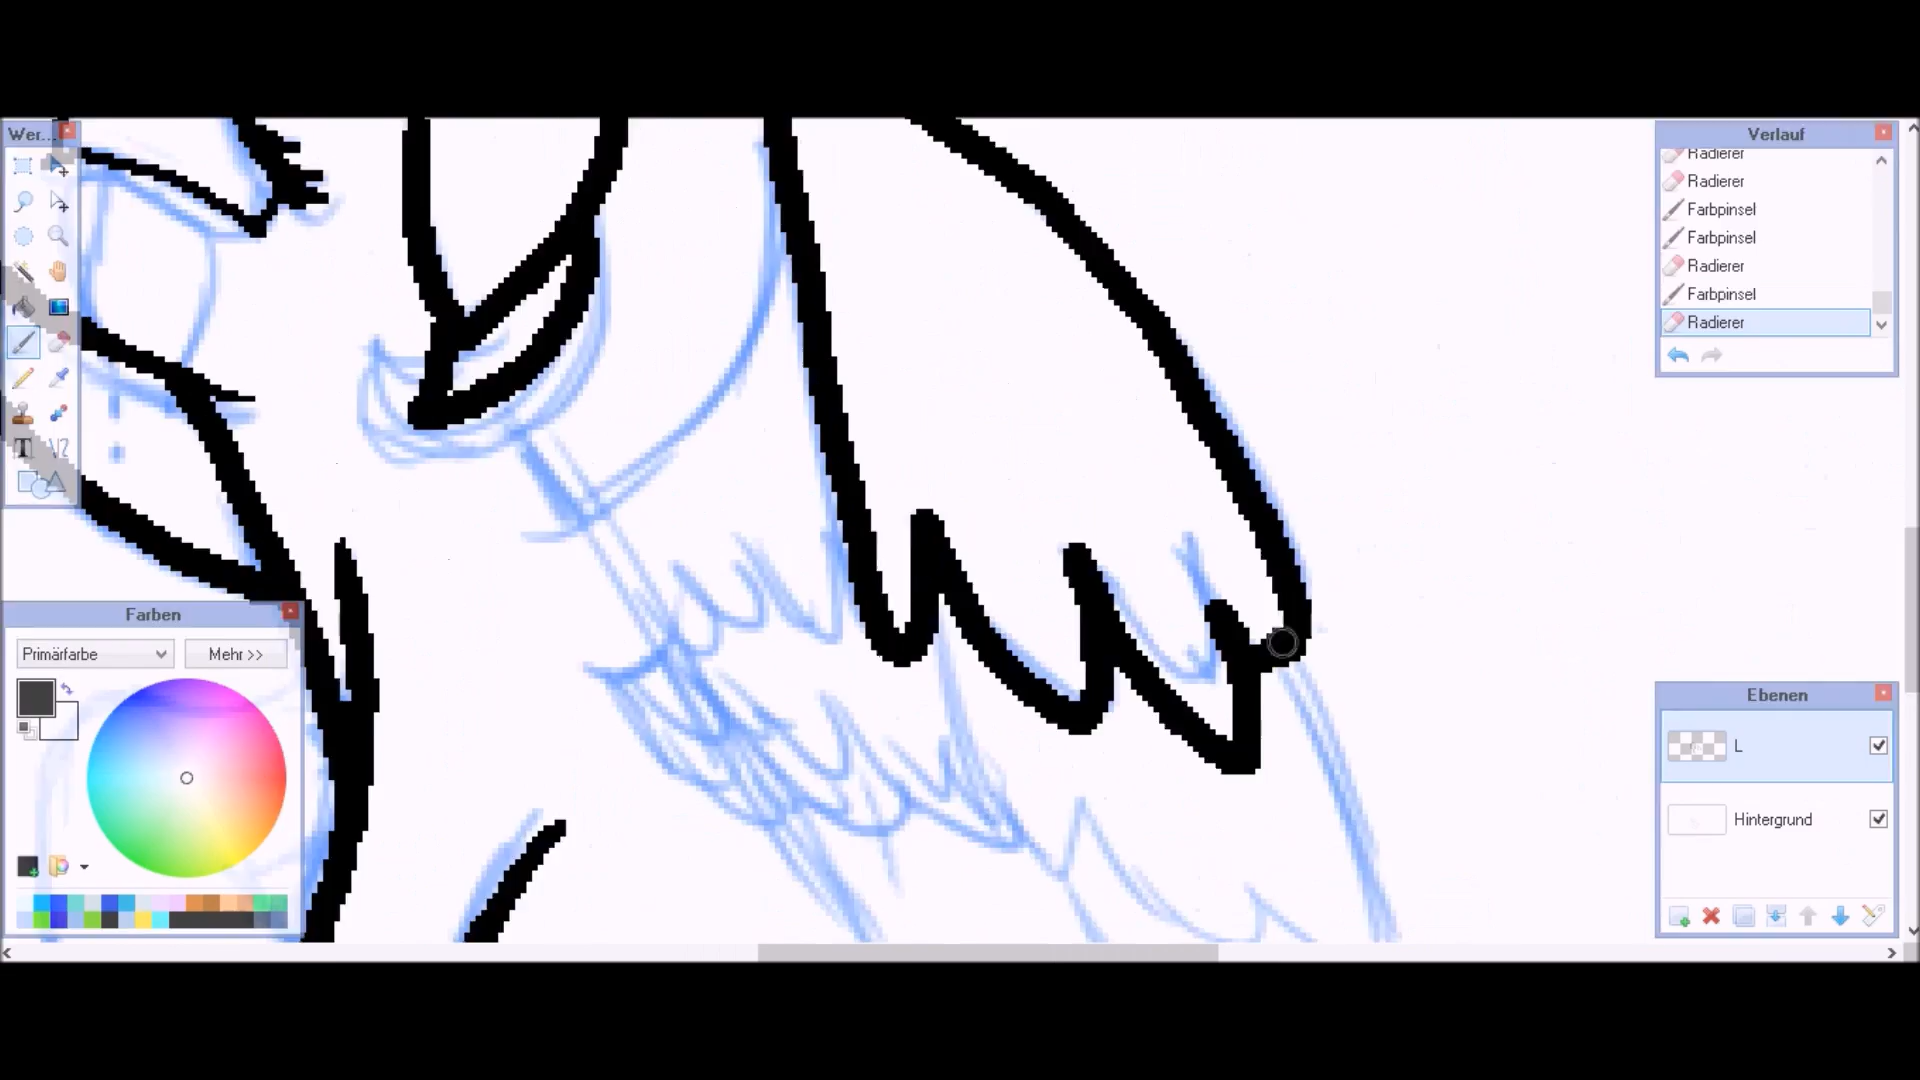 Wer...
Verlauf
Radierer
Radierer
Farbpinsel
Farbpinsel
Radierer
Farbpinsel
Radierer
Farben
Primärfarbe
Mehr >>
Ebenen
L
Hintergrund